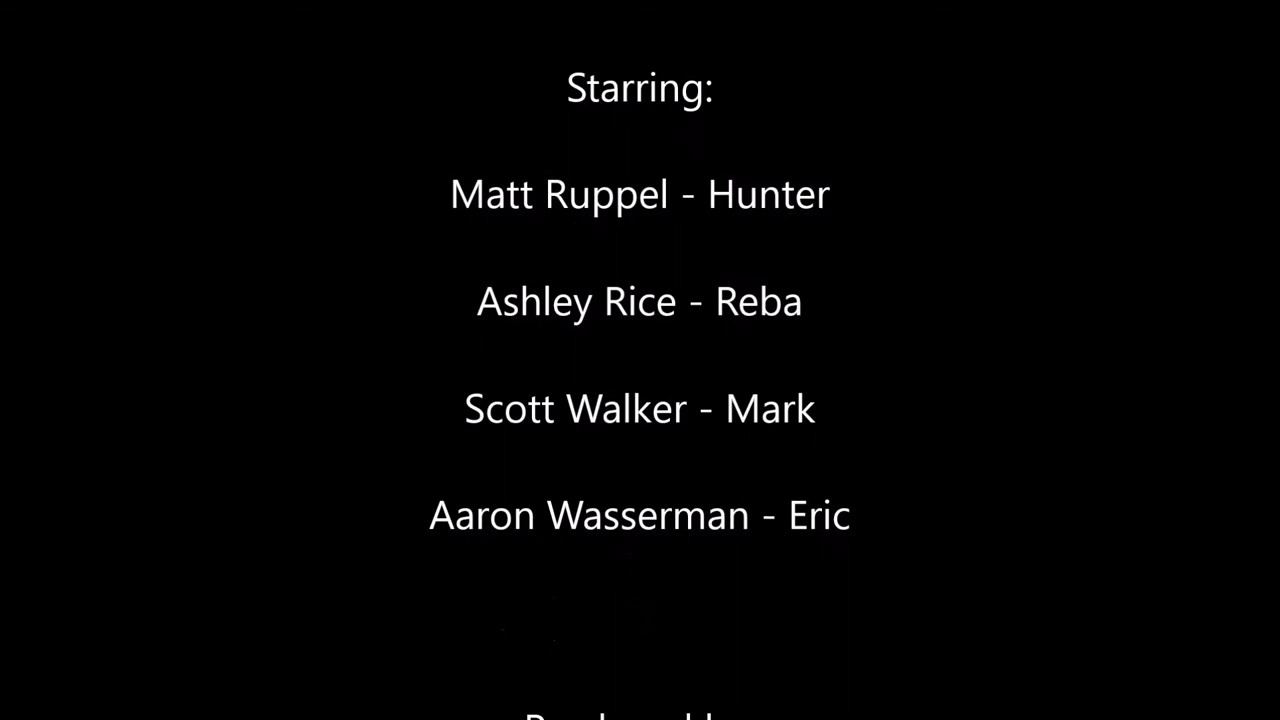 Starring:
Matt Ruppel - Hunter
Ashley Rice - Reba
Scott Walker - Mark
Aaron Wasserman - Eric